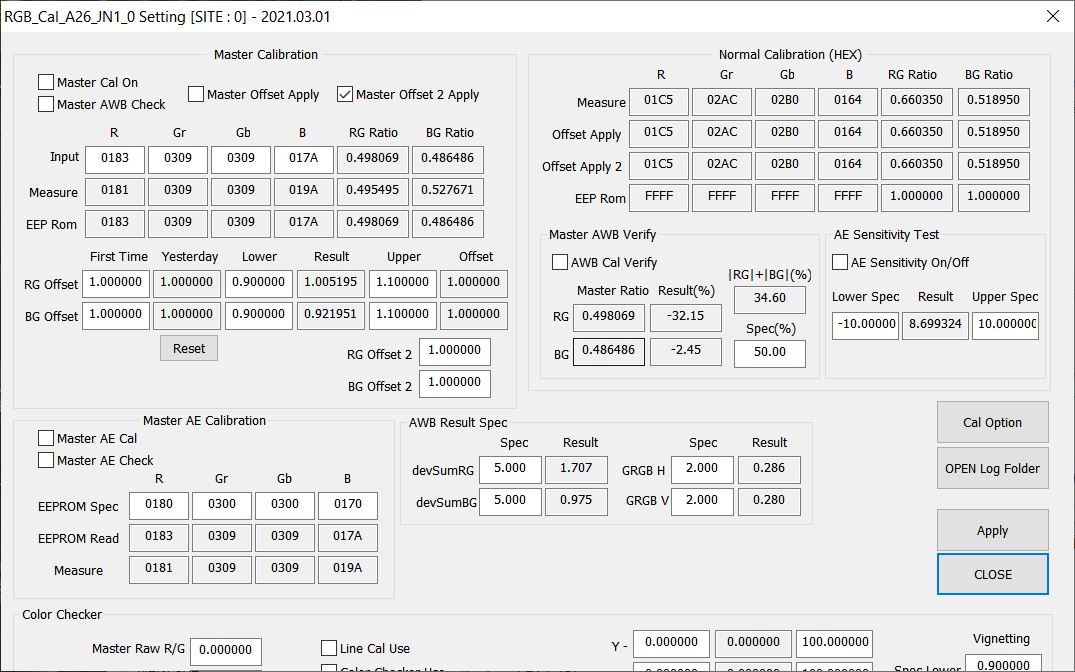 RGB_Cal_A26_JN1_0 Setting [SITE : 0] - 2021.03.01
Master Calibration
Master Cal On
Master AWB Check
Master Offset Apply
Master Offset 2 Apply
R Gr Gb B RG Ratio BG Ratio
Input 0183 0309 0309 017A 0.498069 0.486486
Measure 0181 0309 0309 019A 0.495495 0.527671
EEP Rom 0183 0309 0309 017A 0.498069 0.486486
First Time Yesterday Lower Result Upper Offset
RG Offset 1.000000 1.000000 0.900000 1.005195 1.100000 1.000000
BG Offset 1.000000 1.000000 0.900000 0.921951 1.100000 1.000000
Reset
RG Offset 2 1.000000
BG Offset 2 1.000000
Normal Calibration (HEX)
R Gr Gb B RG Ratio BG Ratio
Measure 01C5 02AC 02B0 0164 0.660350 0.518950
Offset Apply 01C5 02AC 02B0 0164 0.660350 0.518950
Offset Apply 2 01C5 02AC 02B0 0164 0.660350 0.518950
EEP Rom FFFF FFFF FFFF FFFF 1.000000 1.000000
Master AWB Verify
AWB Cal Verify
|RG|+|BG|(%)
Master Ratio Result(%)
34.60
RG 0.498069 -32.15
Spec(%)
BG 0.486486 -2.45 50.00
AE Sensitivity Test
AE Sensitivity On/Off
Lower Spec Result Upper Spec
-10.00000 8.699324 10.000000
Master AE Calibration
Master AE Cal
Master AE Check
R Gr Gb B
EEPROM Spec 0180 0300 0300 0170
EEPROM Read 0183 0309 0309 017A
Measure 0181 0309 0309 019A
AWB Result Spec
Spec Result Spec Result
devSumRG 5.000 1.707 GRGB H 2.000 0.286
devSumBG 5.000 0.975 GRGB V 2.000 0.280
Cal Option
OPEN Log Folder
Apply
CLOSE
Color Checker
Master Raw R/G 0.000000
Line Cal Use
Color Checker Use
Y - 0.000000 0.000000 100.000000
Vignetting
Spec Lower 0.900000